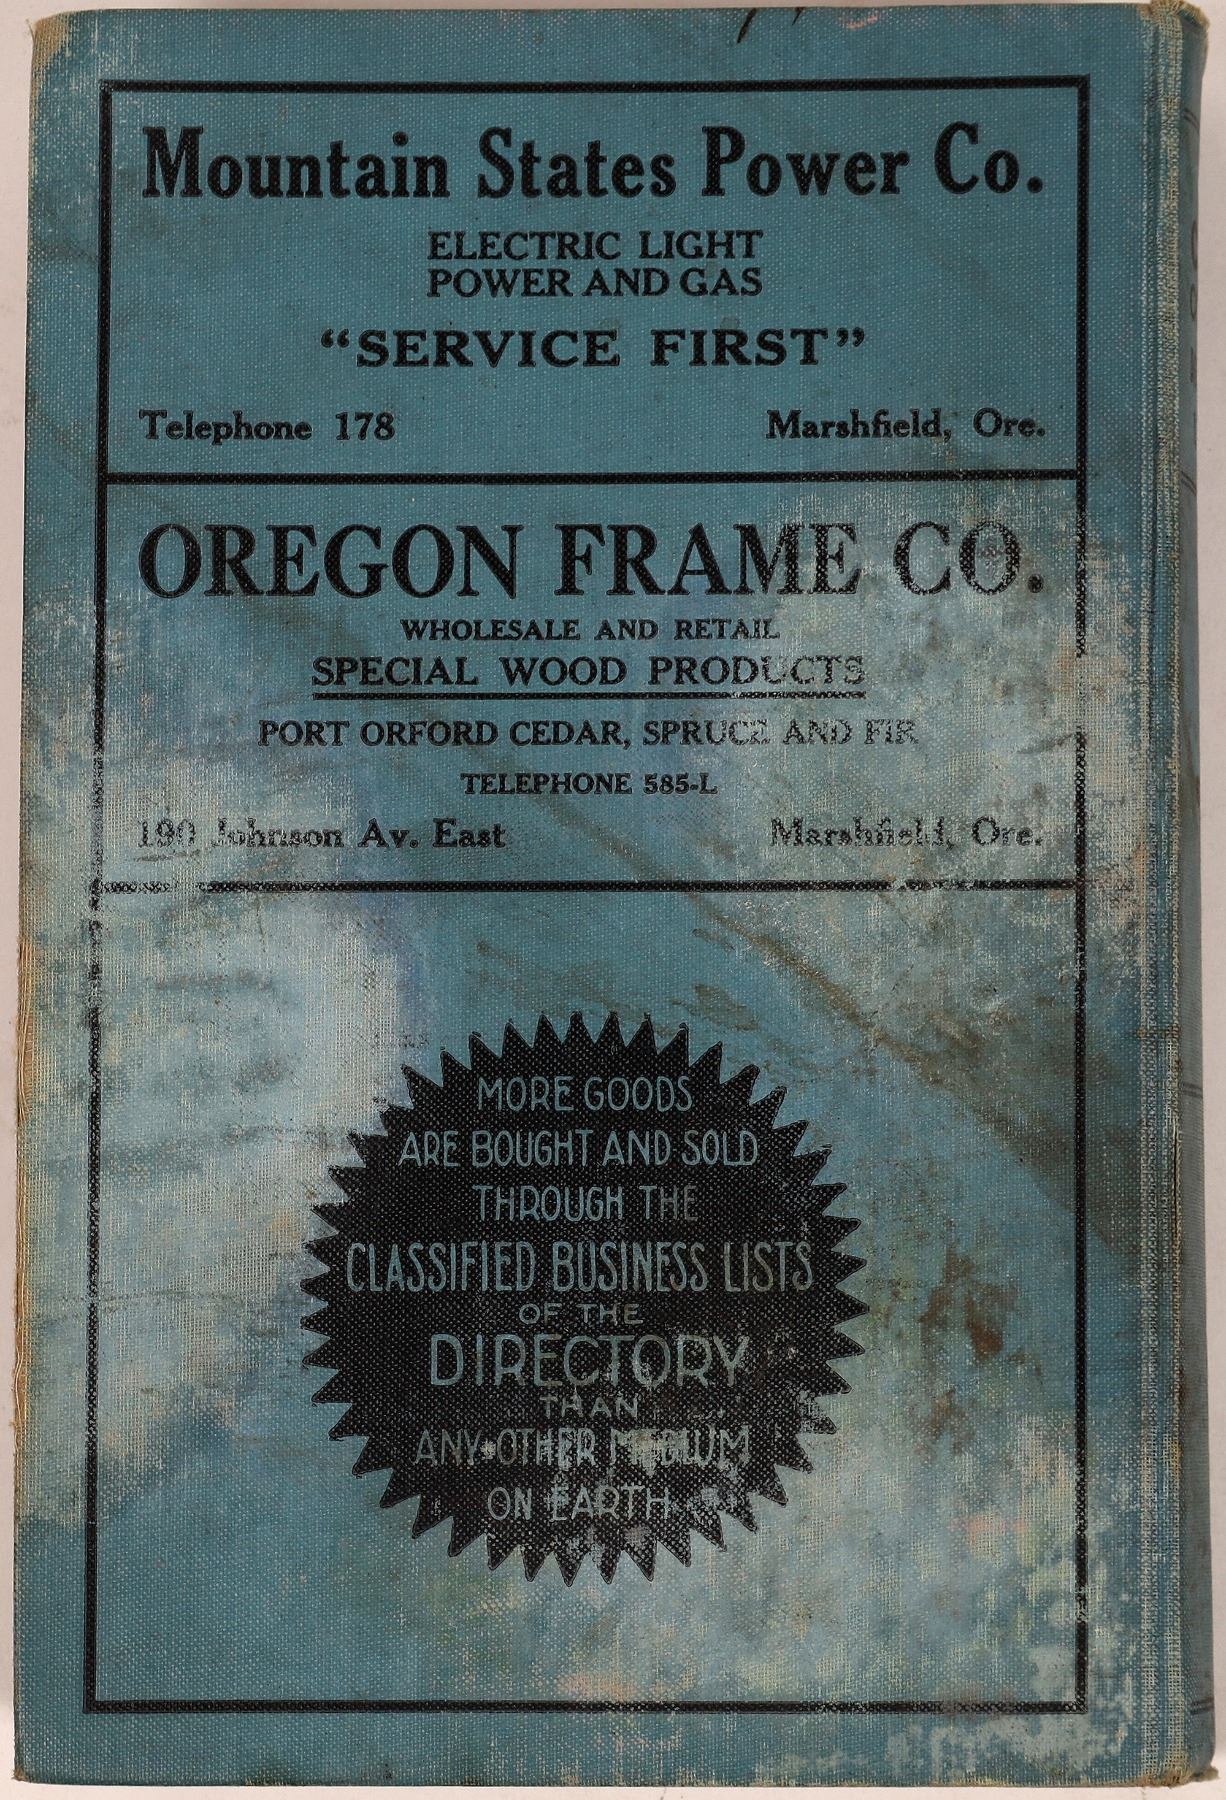 Mountain States Power Co.
ELECTRIC LIGHT
POWER AND GAS
"SERVICE FIRST"
Telephone 178 Marshfield, Ore.
OREGON FRAME CO.
WHOLESALE AND RETAIL
SPECIAL WOOD PRODUCTS
PORT ORFORD CEDAR, SPRUCE AND FIR
TELEPHONE 585-L
190 Johnson Av. East Marshfield, Ore.
MORE GOODS
ARE BOUGHT AND SOLD
THROUGH THE
CLASSIFIED BUSINESS LISTS
OF THE
DIRECTORY
THAN
ANY OTHER MEDIUM
ON EARTH